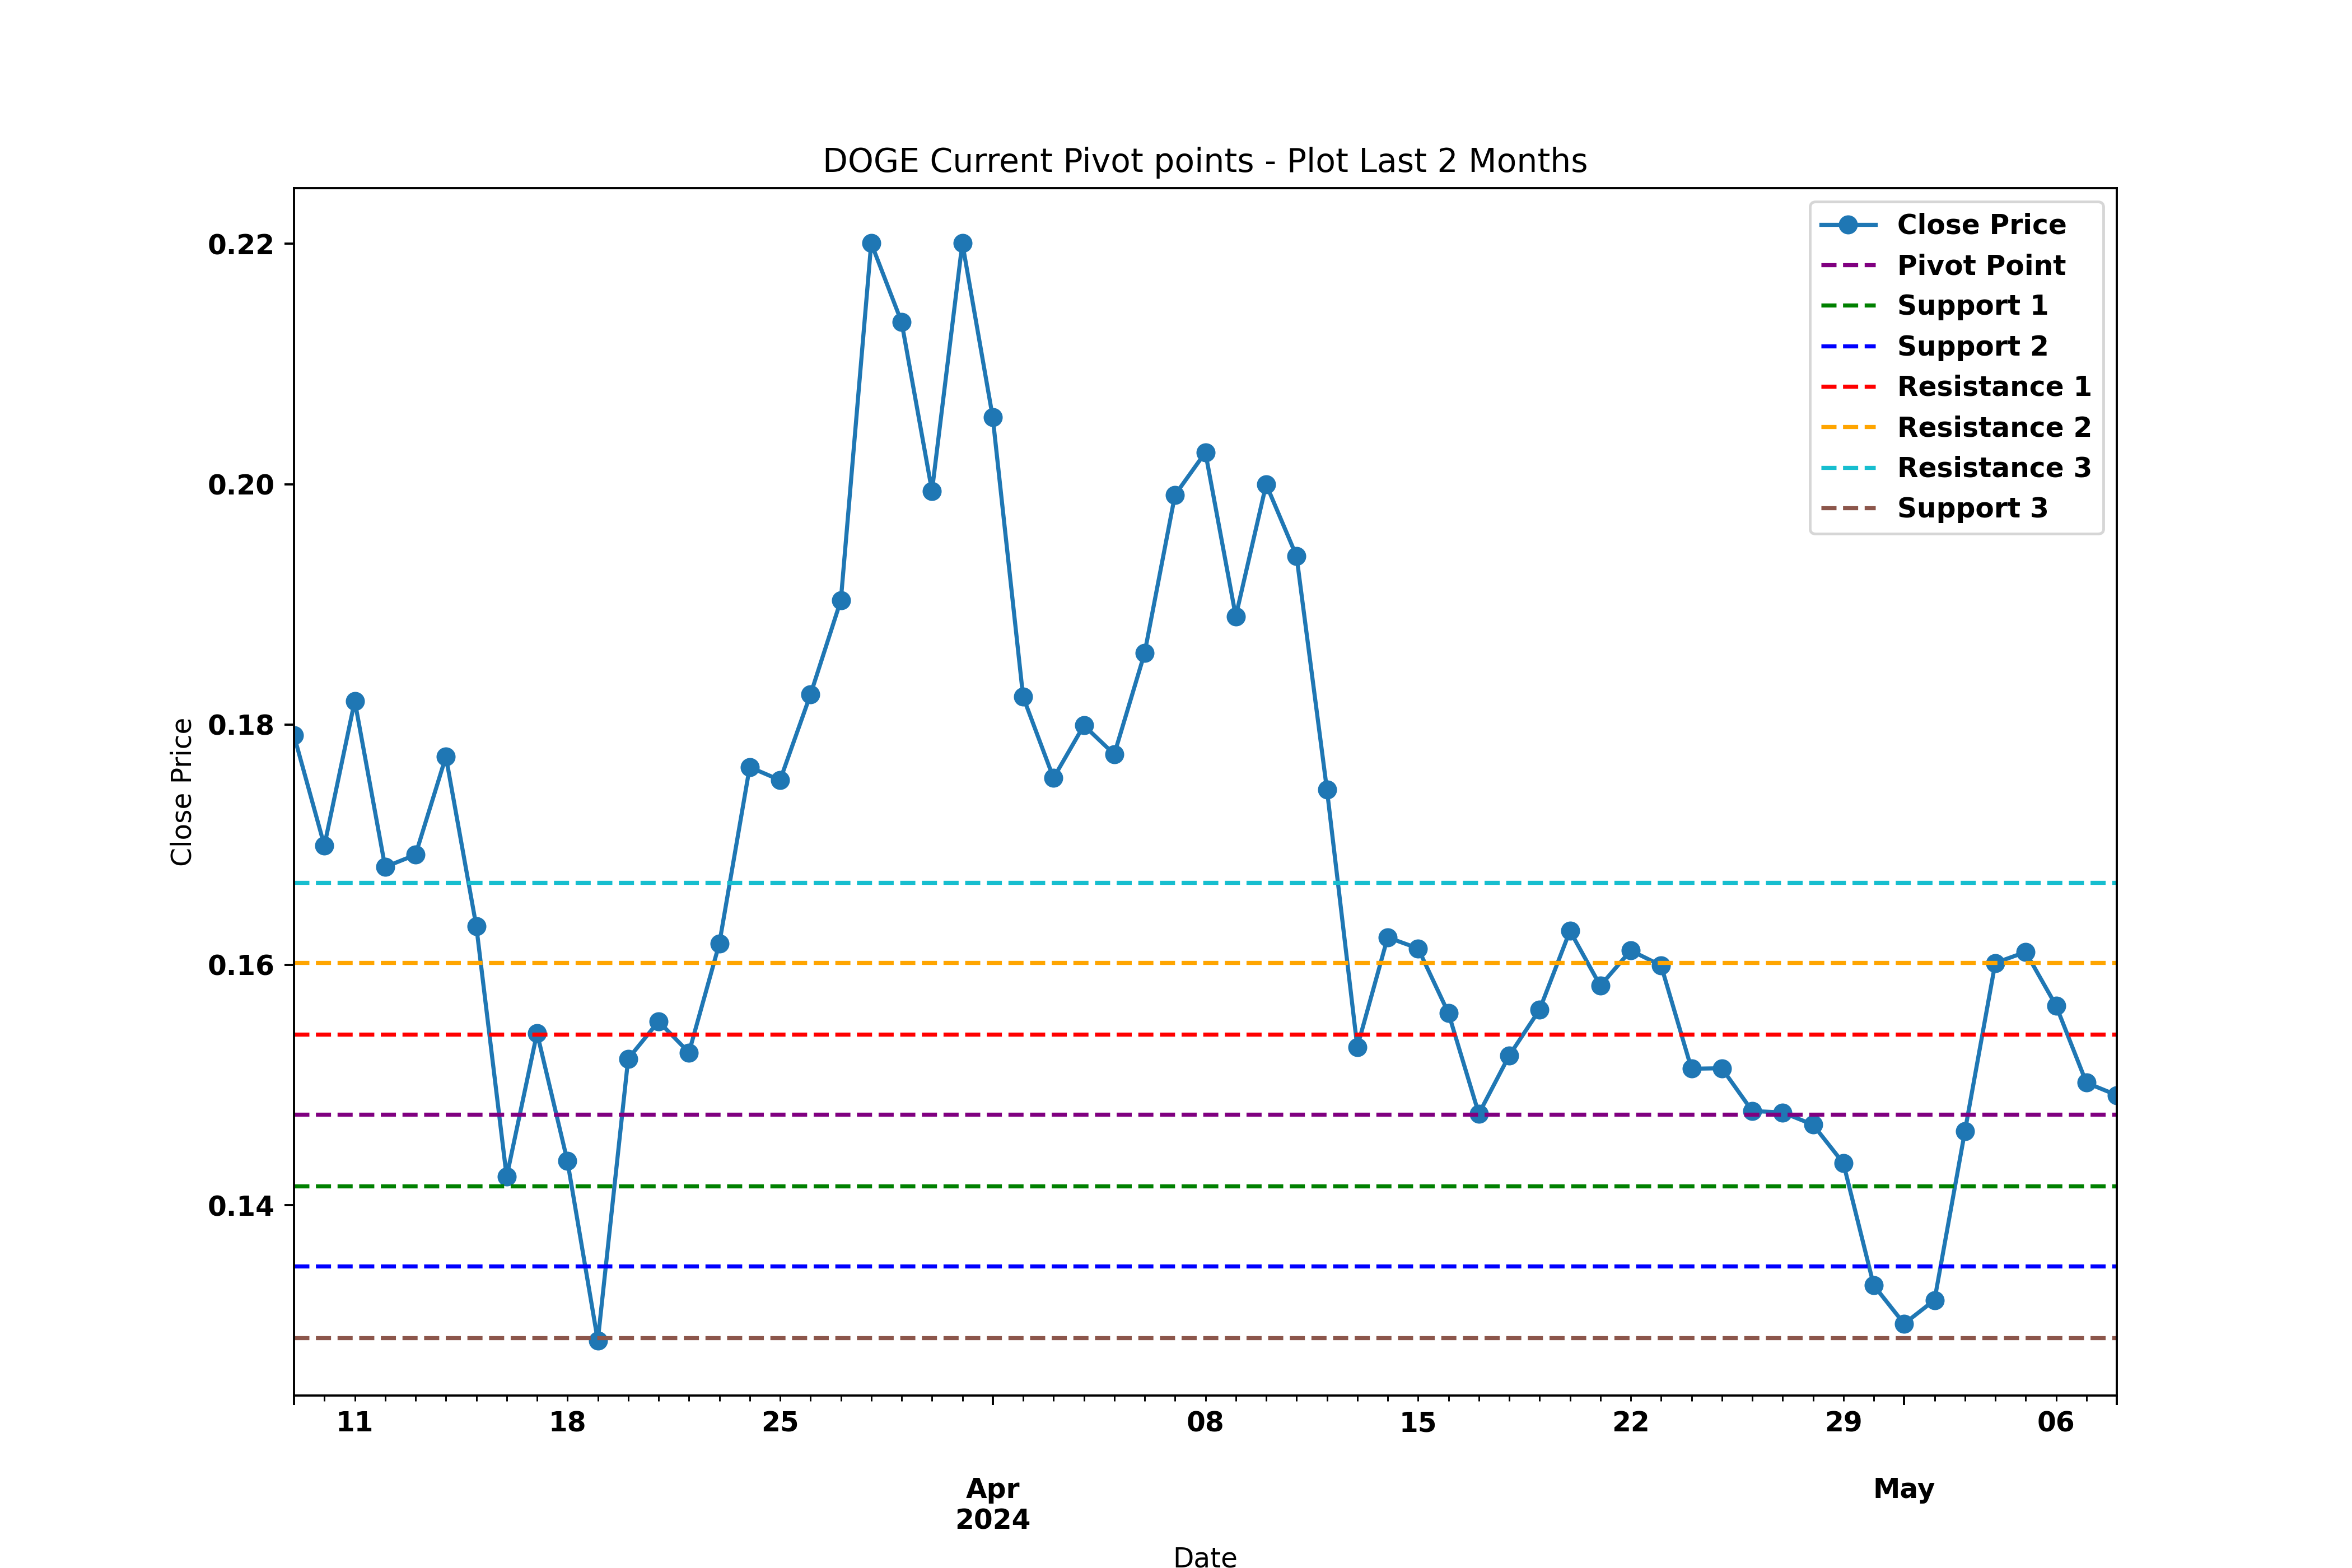 DOGE Current Pivot points - Plot Last 2 Months
Close Price
Pivot Point
Support 1
Support 2
Resistance 1
Resistance 2
Resistance 3
Support 3
Close Price
0.22
0.20
0.18
0.16
0.14
11 18 25 08 15 22 29 06
Apr May
2024
Date